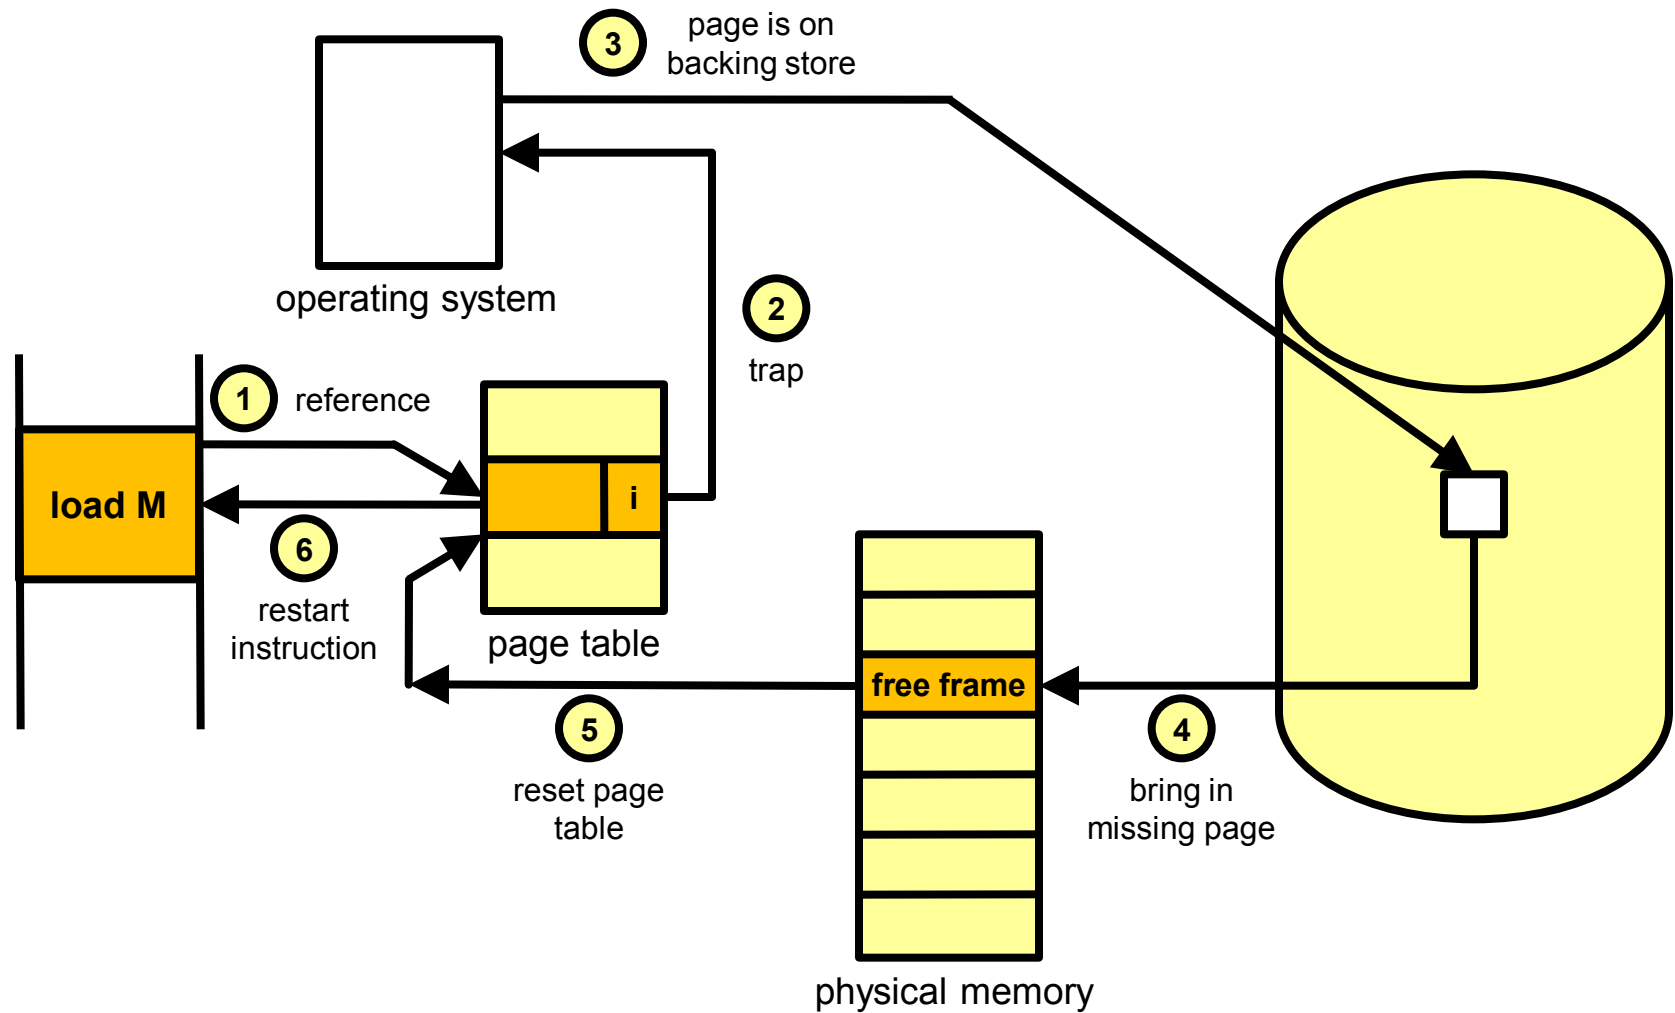 3
page is on
backing store
operating system
2
trap
1
reference
load M
i
6
restart
instruction
page table
free frame
5
reset page
table
4
bring in
missing page
physical memory